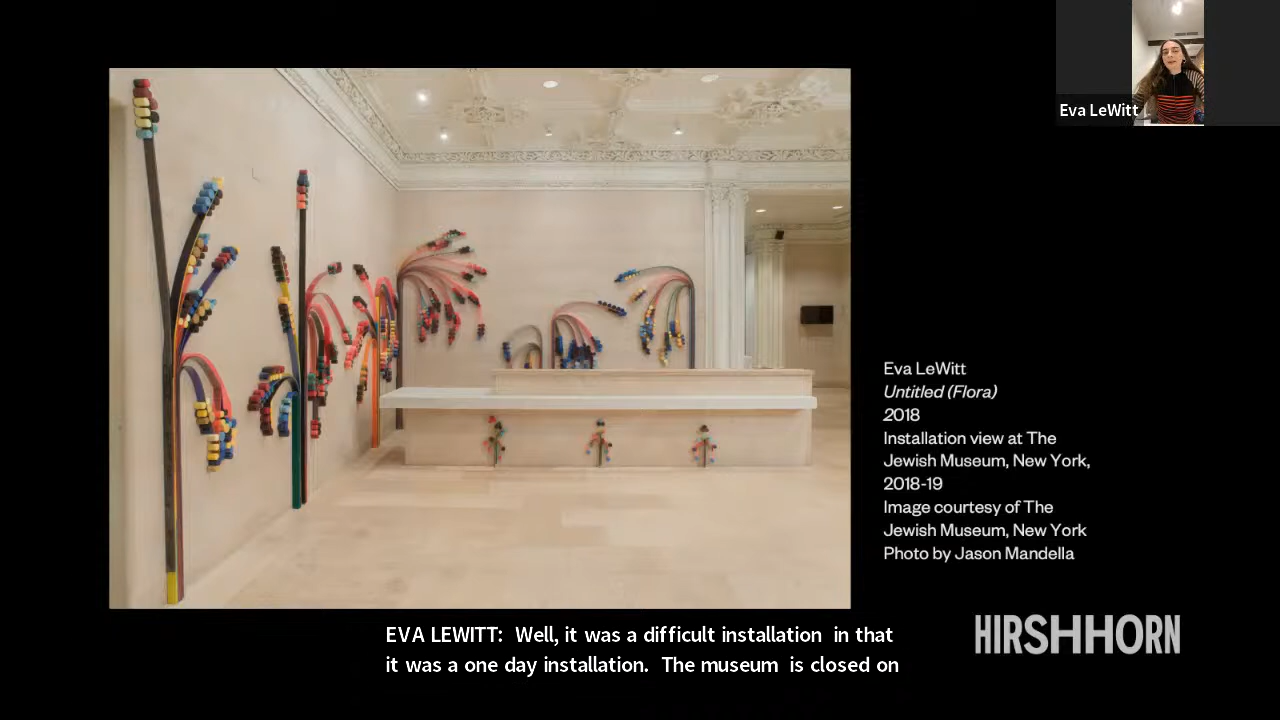 Eva LeWitt
Eva LeWitt
Untitled (Flora)
2018
Installation view at The
Jewish Museum, New York,
2018-19
Image courtesy of The
Jewish Museum, New York
Photo by Jason Mandella
HIRSHHORN
EVA LEWITT: Well, it was a difficult installation in that
it was a one day installation. The museum is closed on